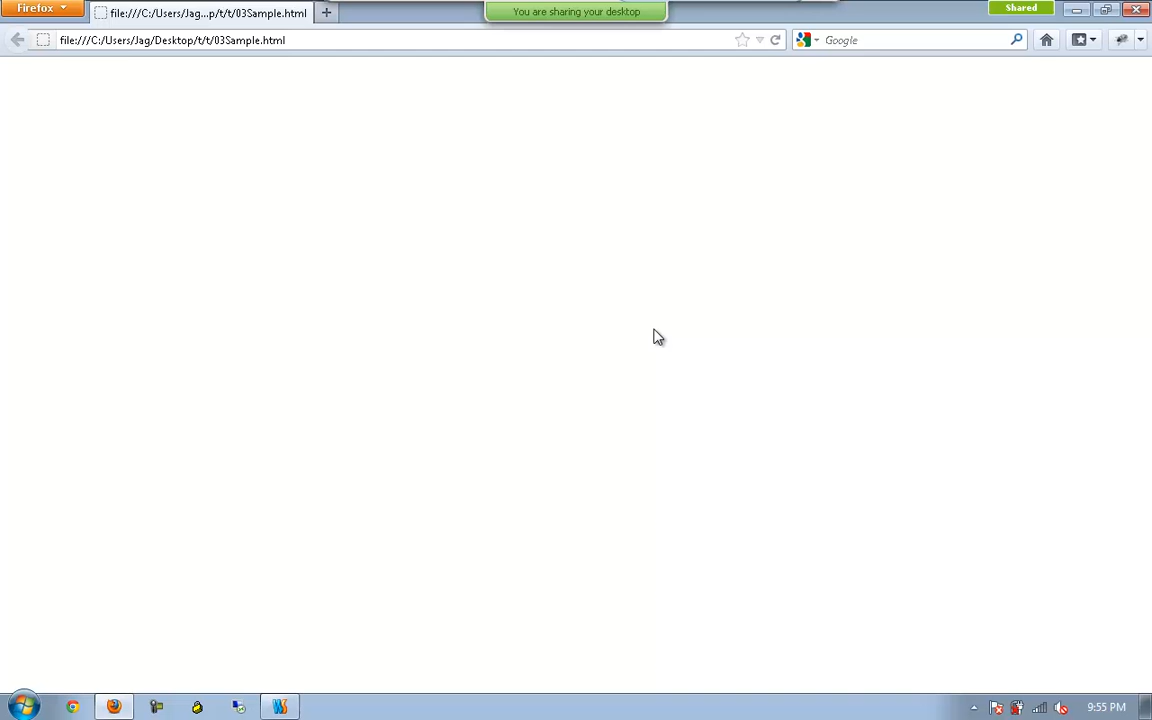 Firefox
file:///C:/Users/Jag...p/t/t/03Sample.html
You are sharing your desktop
Shared
file:///C:/Users/Jag/Desktop/t/t/03Sample.html
Google
9:55 PM